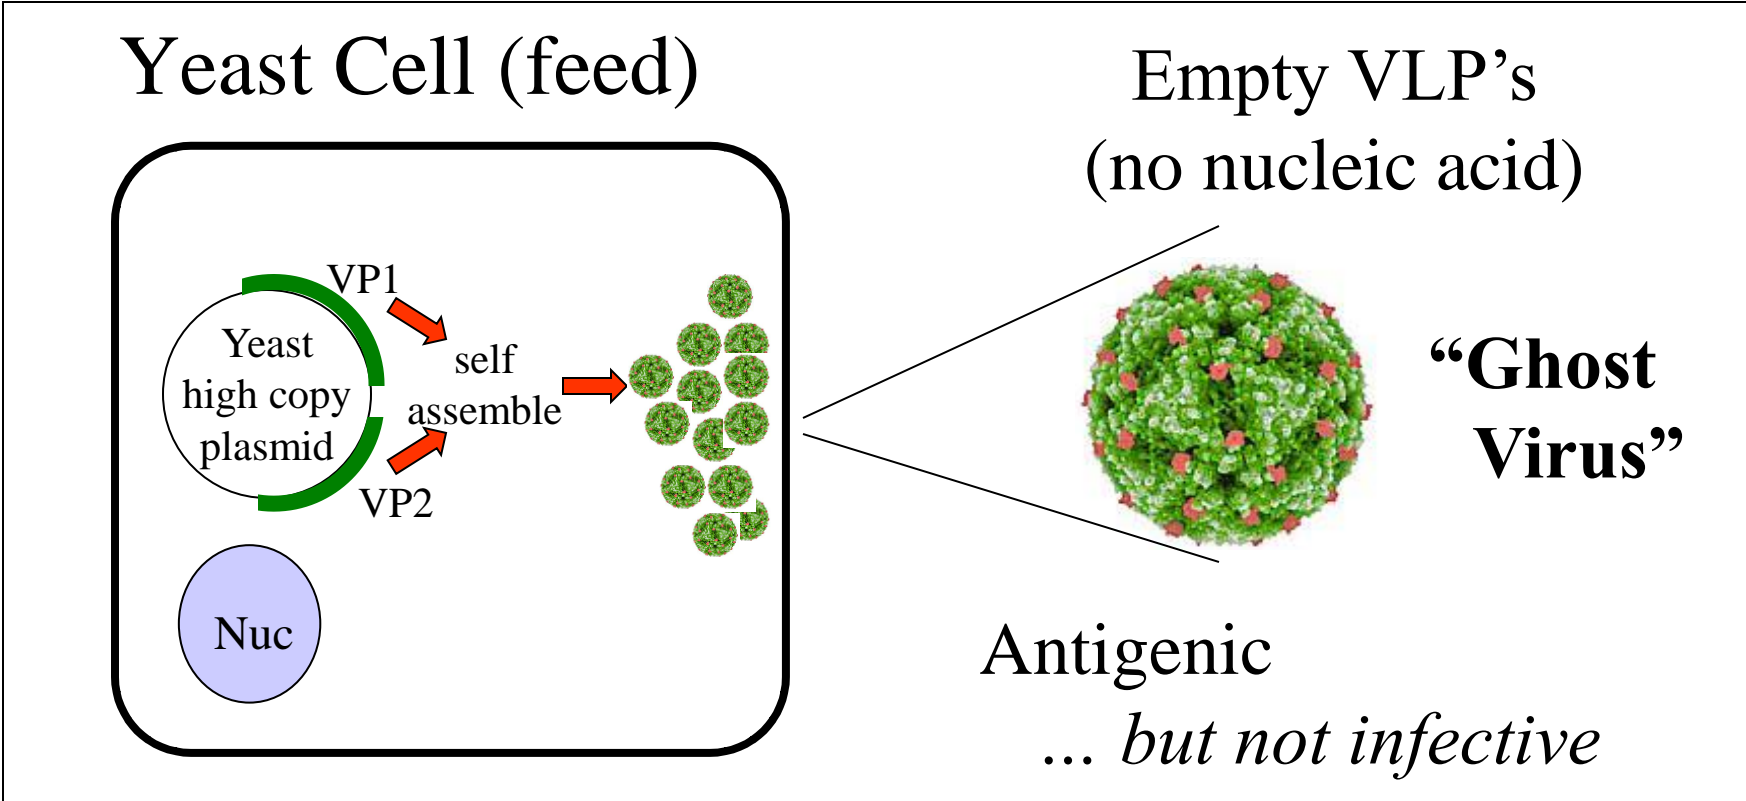 Yeast Cell (feed)
VP1
Yeast
high copy
plasmid
self
assemble
VP2
Nuc
Empty VLP’s
(no nucleic acid)
“Ghost
Virus”
Antigenic
... but not infective